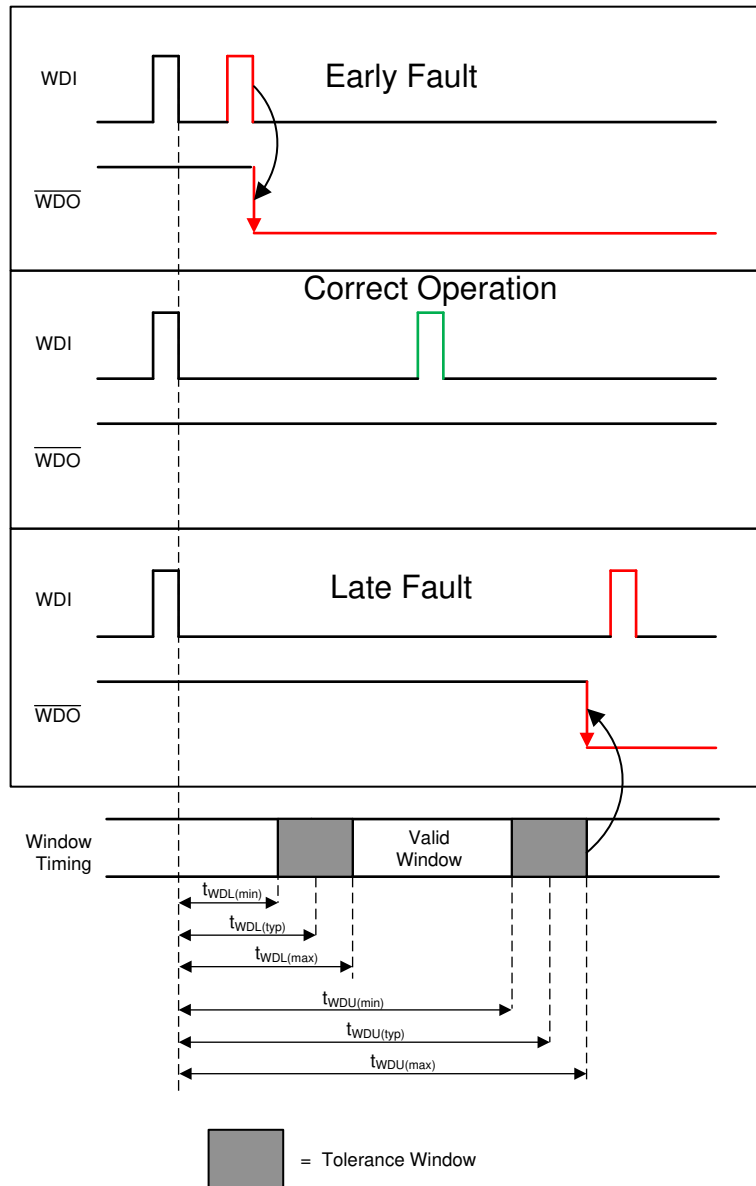 Early Fault
WDI
WDO
Correct Operation
WDI
WDO
Late Fault
WDI
WDO
Window
Timing
Valid
Window
tWDL(min)
tWDL(typ)
tWDL(max)
tWDU(min)
tWDU(typ)
tWDU(max)
= Tolerance Window